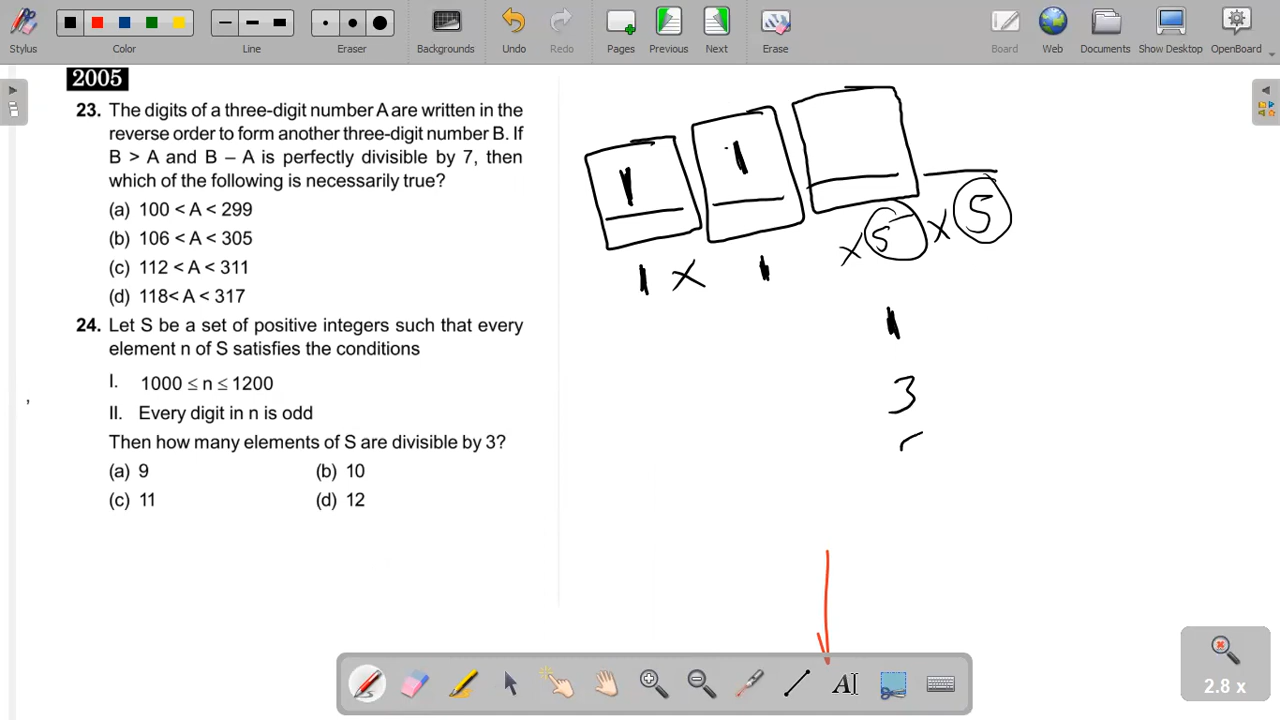 Stylus Color Line Eraser Backgrounds Undo Redo Pages Previous Next Erase Board Web Documents Show Desktop OpenBoard
2005
23. The digits of a three-digit number A are written in the
reverse order to form another three-digit number B. If
B > A and B – A is perfectly divisible by 7, then
which of the following is necessarily true?
(a) 100 < A < 299
(b) 106 < A < 305
(c) 112 < A < 311
(d) 118< A < 317
24. Let S be a set of positive integers such that every
element n of S satisfies the conditions
I. 1000 ≤ n ≤ 1200
II. Every digit in n is odd
Then how many elements of S are divisible by 3?
(a) 9 (b) 10
(c) 11 (d) 12
1 1
1 × 1 × 5 × 5
1
3
2.8 x